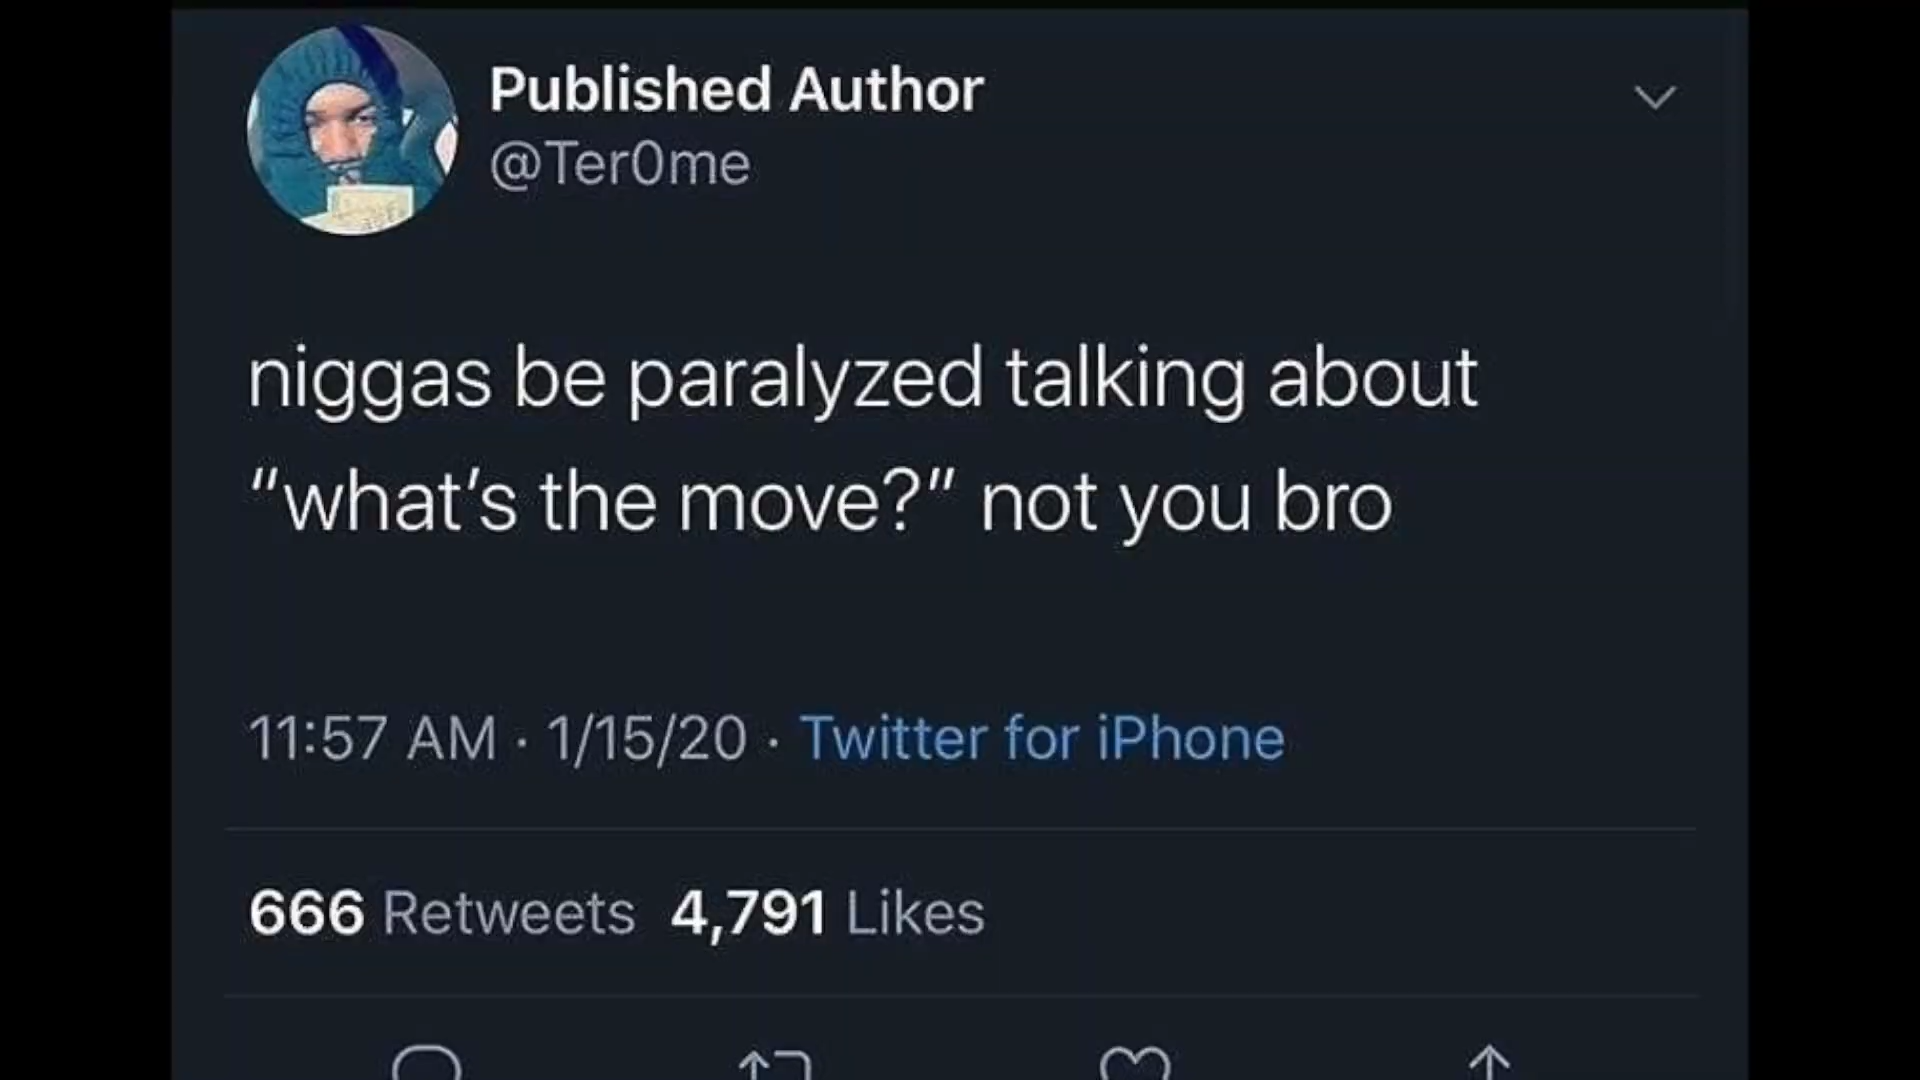 Published Author
@Ter0me
niggas be paralyzed talking about
“what’s the move?” not you bro
11:57 AM · 1/15/20 · Twitter for iPhone
666 Retweets 4,791 Likes